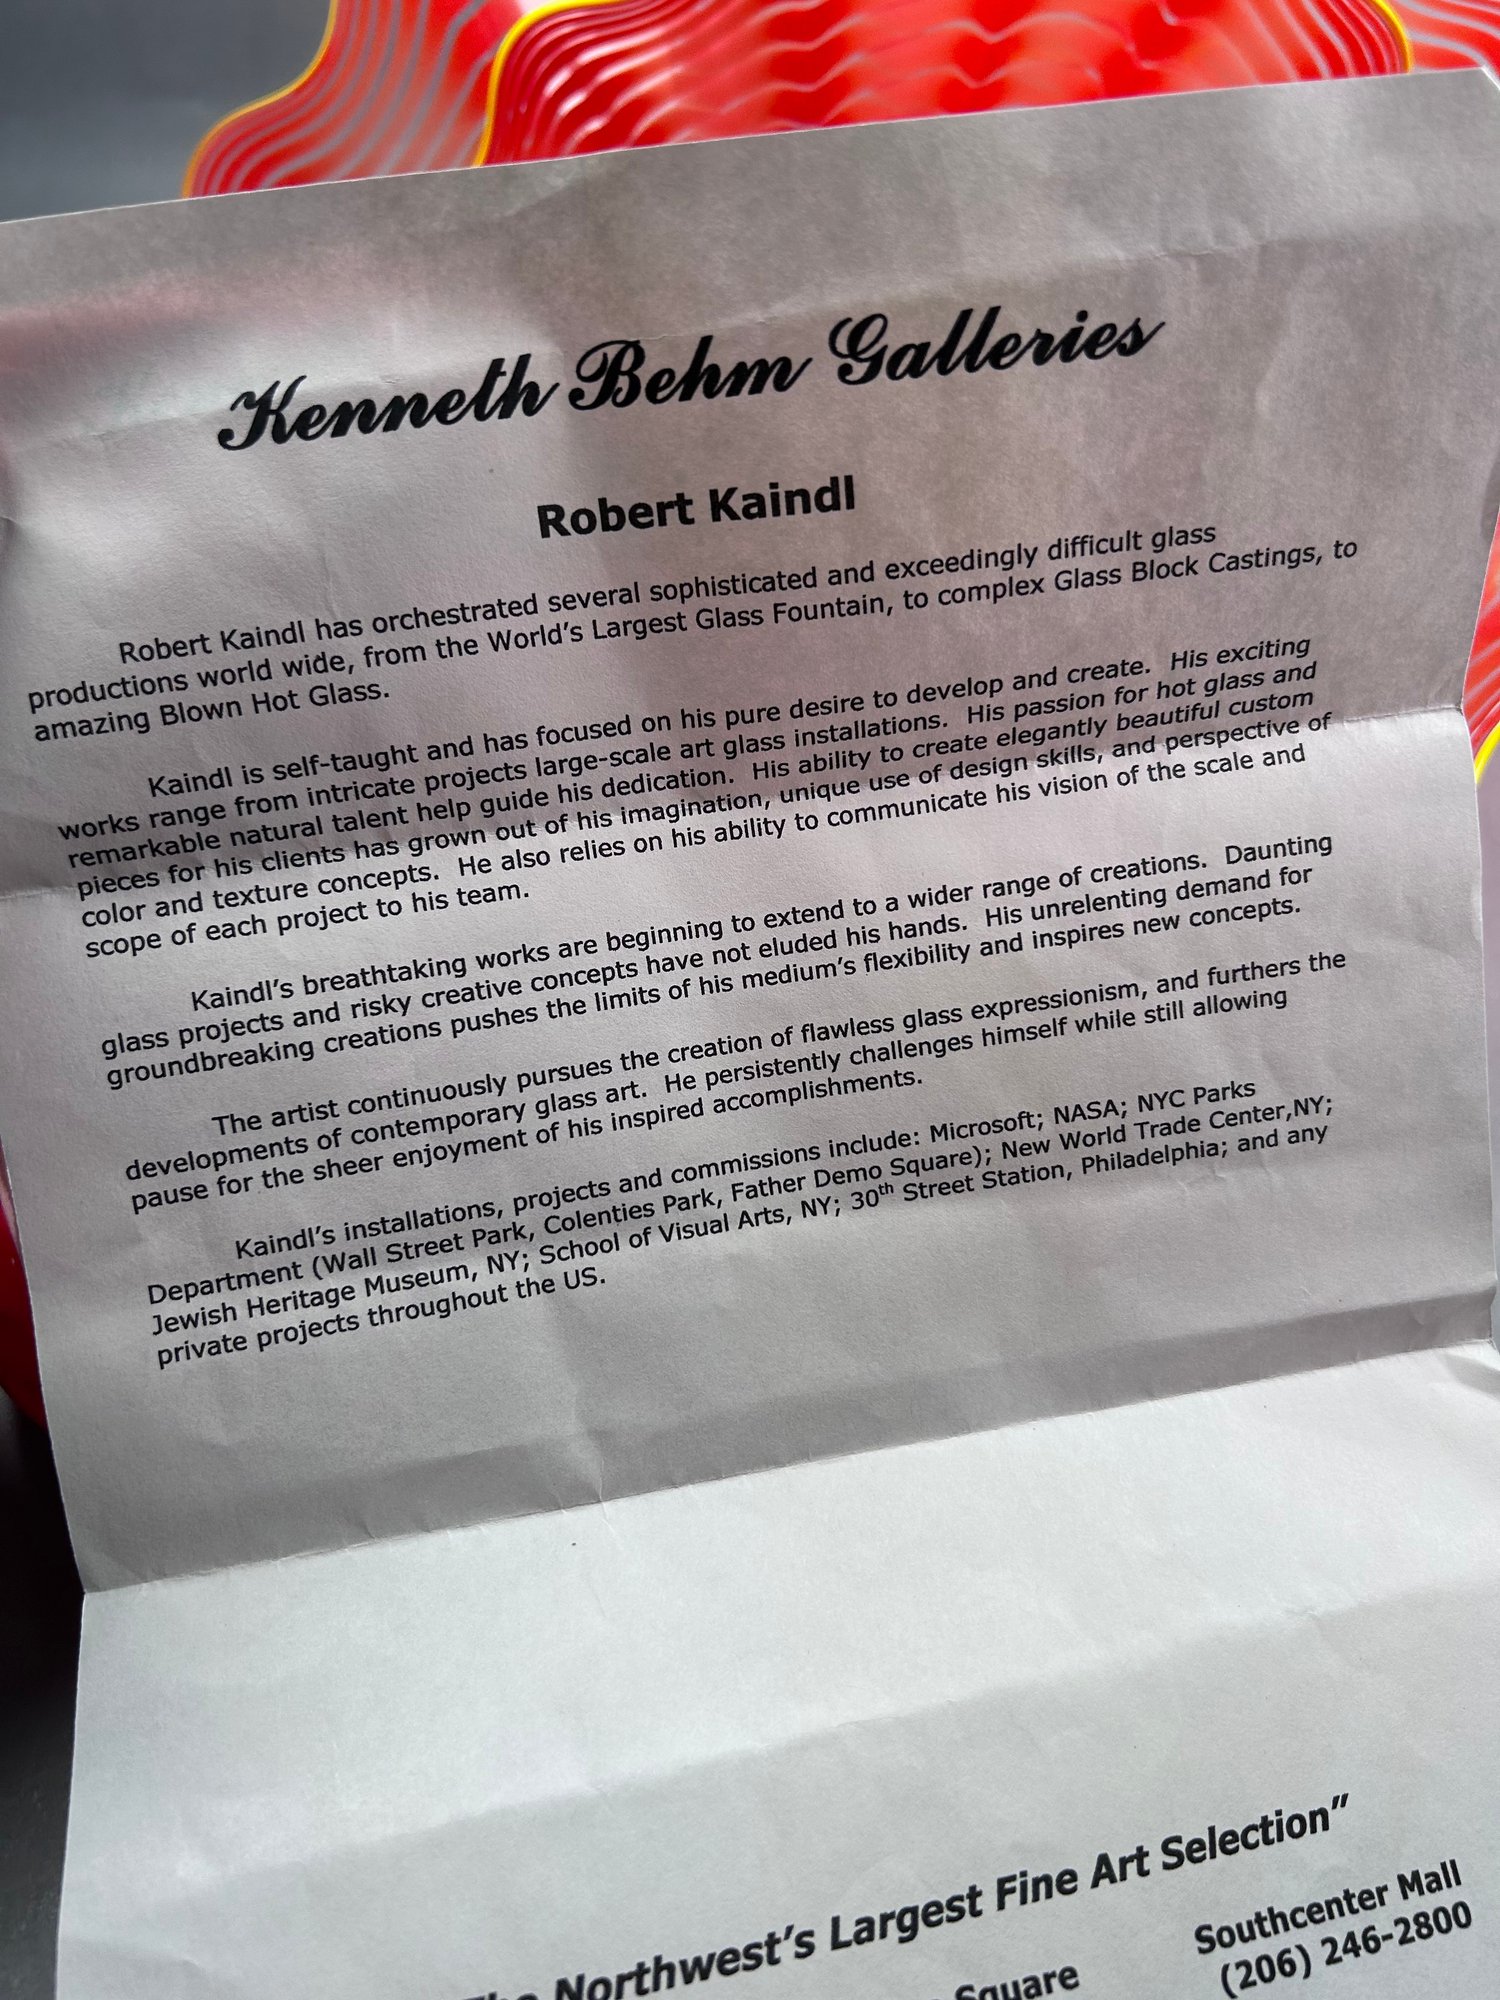 Kenneth Behm Galleries
Robert Kaindl
Robert Kaindl has orchestrated several sophisticated and exceedingly difficult glass
productions world wide, from the World's Largest Glass Fountain, to complex Glass Block Castings, to
amazing Blown Hot Glass.
Kaindl is self-taught and has focused on his pure desire to develop and create. His exciting
works range from intricate projects large-scale art glass installations. His passion for hot glass and
remarkable natural talent help guide his dedication. His ability to create elegantly beautiful custom
pieces for his clients has grown out of his imagination, unique use of design skills, and perspective of
color and texture concepts. He also relies on his ability to communicate his vision of the scale and
scope of each project to his team.
Kaindl's breathtaking works are beginning to extend to a wider range of creations. Daunting
glass projects and risky creative concepts have not eluded his hands. His unrelenting demand for
groundbreaking creations pushes the limits of his medium's flexibility and inspires new concepts.
The artist continuously pursues the creation of flawless glass expressionism, and furthers the
developments of contemporary glass art. He persistently challenges himself while still allowing
pause for the sheer enjoyment of his inspired accomplishments.
Kaindl's installations, projects and commissions include: Microsoft; NASA; NYC Parks
Department (Wall Street Park, Colenties Park, Father Demo Square); New World Trade Center,NY;
Jewish Heritage Museum, NY; School of Visual Arts, NY; 30th Street Station, Philadelphia; and any
private projects throughout the US.
Northwest's Largest Fine Art Selection"
Square
Southcenter Mall
(206) 246-2800